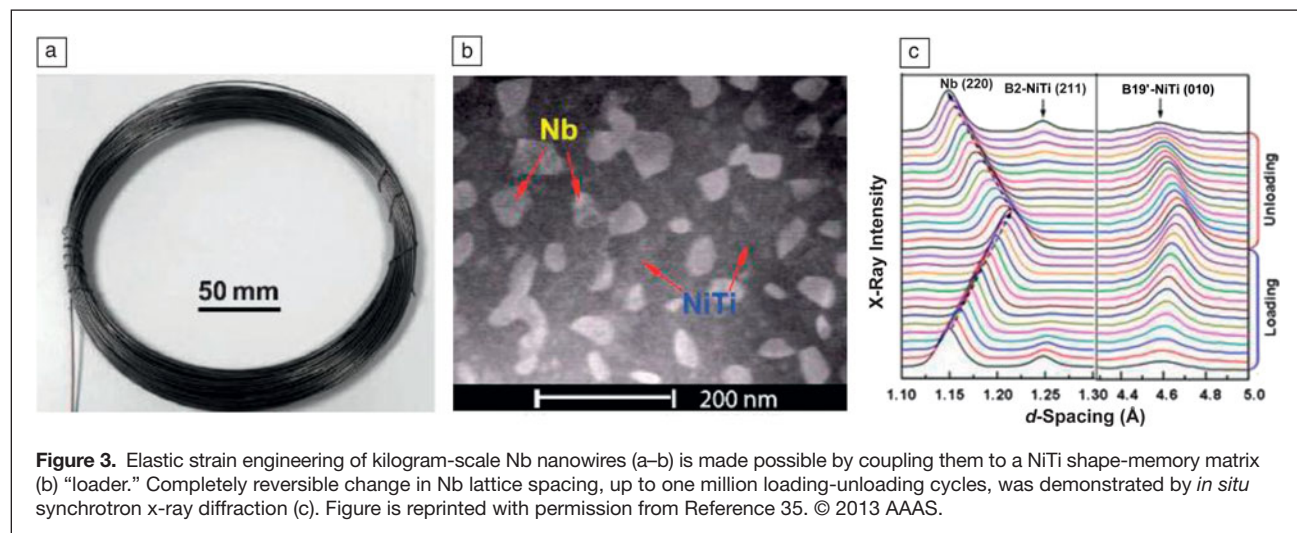 a
50 mm
b
Nb
NiTi
200 nm
c
Nb (220)
B2-NiTi (211)
B19'-NiTi (010)
X-Ray Intensity
Unloading
Loading
1.10 1.15 1.20 1.25 1.30 4.4 4.6 4.8 5.0
d-Spacing (Å)
Figure 3. Elastic strain engineering of kilogram-scale Nb nanowires (a–b) is made possible by coupling them to a NiTi shape-memory matrix
(b) “loader.” Completely reversible change in Nb lattice spacing, up to one million loading-unloading cycles, was demonstrated by in situ
synchrotron x-ray diffraction (c). Figure is reprinted with permission from Reference 35. © 2013 AAAS.